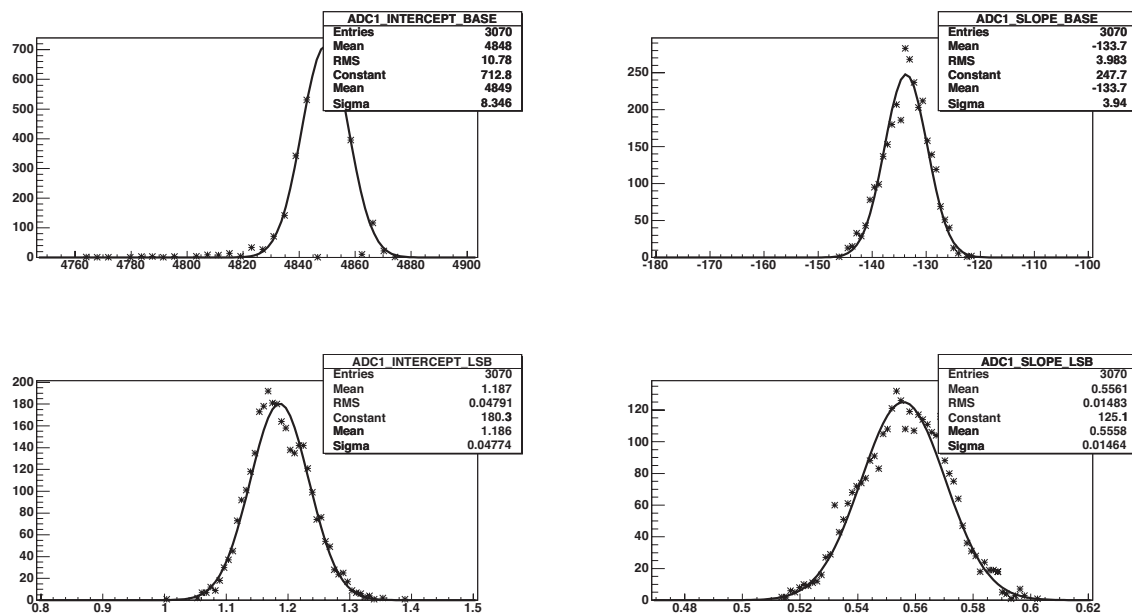 ADC1_INTERCEPT_BASE
Entries 3070
Mean 4848
RMS 10.78
Constant 712.8
Mean 4849
Sigma 8.346
700
600
500
400
300
200
100
0
4760 4780 4800 4820 4840 4860 4880 4900
ADC1_SLOPE_BASE
Entries 3070
Mean -133.7
RMS 3.983
Constant 247.7
Mean -133.7
Sigma 3.94
250
200
150
100
50
0
-180 -170 -160 -150 -140 -130 -120 -110 -100
ADC1_INTERCEPT_LSB
Entries 3070
Mean 1.187
RMS 0.04791
Constant 180.3
Mean 1.186
Sigma 0.04774
200
180
160
140
120
100
80
60
40
20
0
0.8 0.9 1 1.1 1.2 1.3 1.4 1.5
ADC1_SLOPE_LSB
Entries 3070
Mean 0.5561
RMS 0.01483
Constant 125.1
Mean 0.5558
Sigma 0.01464
120
100
80
60
40
20
0
0.48 0.5 0.52 0.54 0.56 0.58 0.6 0.62